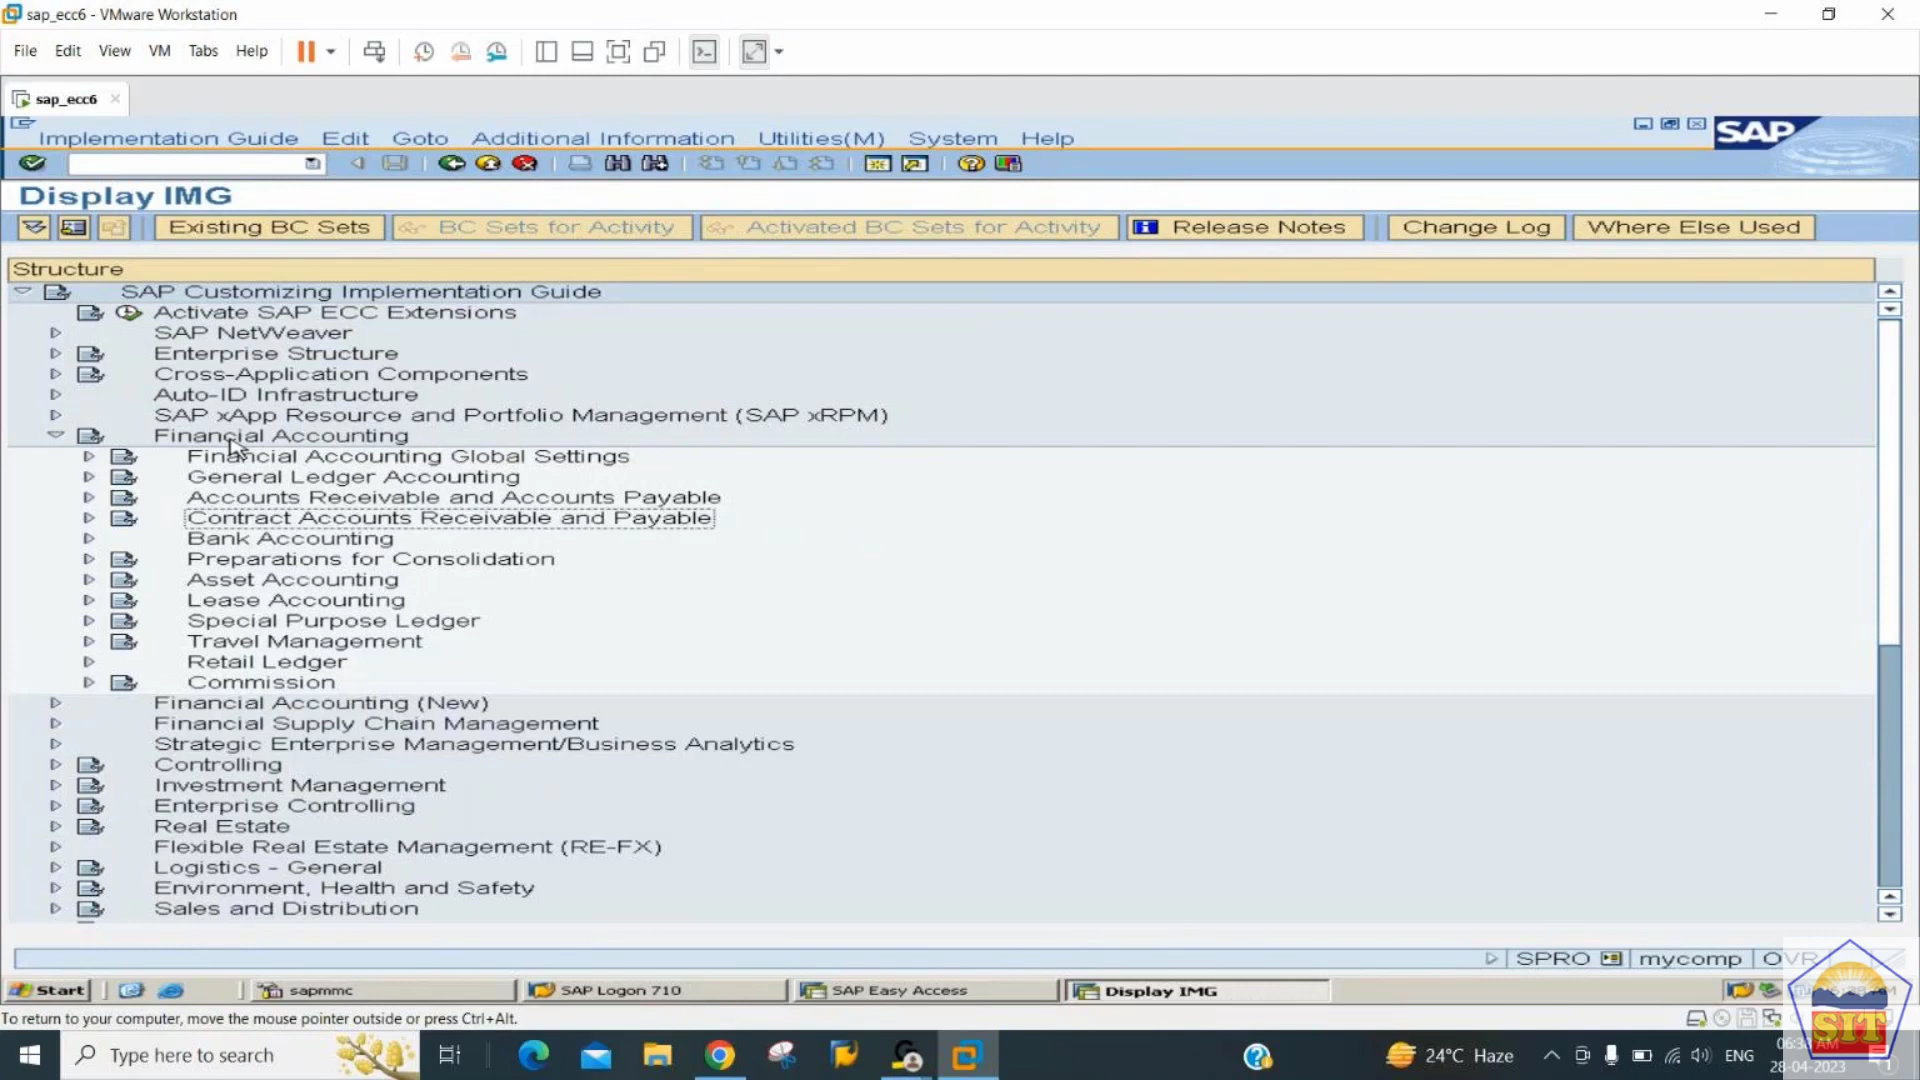 sap_ecc6 - VMware Workstation
File Edit View VM Tabs Help
sap_ecc6
Implementation Guide Edit Goto Additional Information Utilities(M) System Help
SAP
Display IMG
Existing BC Sets BC Sets for Activity Activated BC Sets for Activity Release Notes Change Log Where Else Used
Structure
SAP Customizing Implementation Guide
Activate SAP ECC Extensions
SAP NetWeaver
Enterprise Structure
Cross-Application Components
Auto-ID Infrastructure
SAP xApp Resource and Portfolio Management (SAP xRPM)
Financial Accounting
Financial Accounting Global Settings
General Ledger Accounting
Accounts Receivable and Accounts Payable
Contract Accounts Receivable and Payable
Bank Accounting
Preparations for Consolidation
Asset Accounting
Lease Accounting
Special Purpose Ledger
Travel Management
Retail Ledger
Commission
Financial Accounting (New)
Financial Supply Chain Management
Strategic Enterprise Management/Business Analytics
Controlling
Investment Management
Enterprise Controlling
Real Estate
Flexible Real Estate Management (RE-FX)
Logistics - General
Environment, Health and Safety
Sales and Distribution
SPRO mycomp OVR
Start sapmmc SAP Logon 710 SAP Easy Access Display IMG
To return to your computer, move the mouse pointer outside or press Ctrl+Alt.
SIT
Type here to search 24°C Haze ENG
28-04-2023